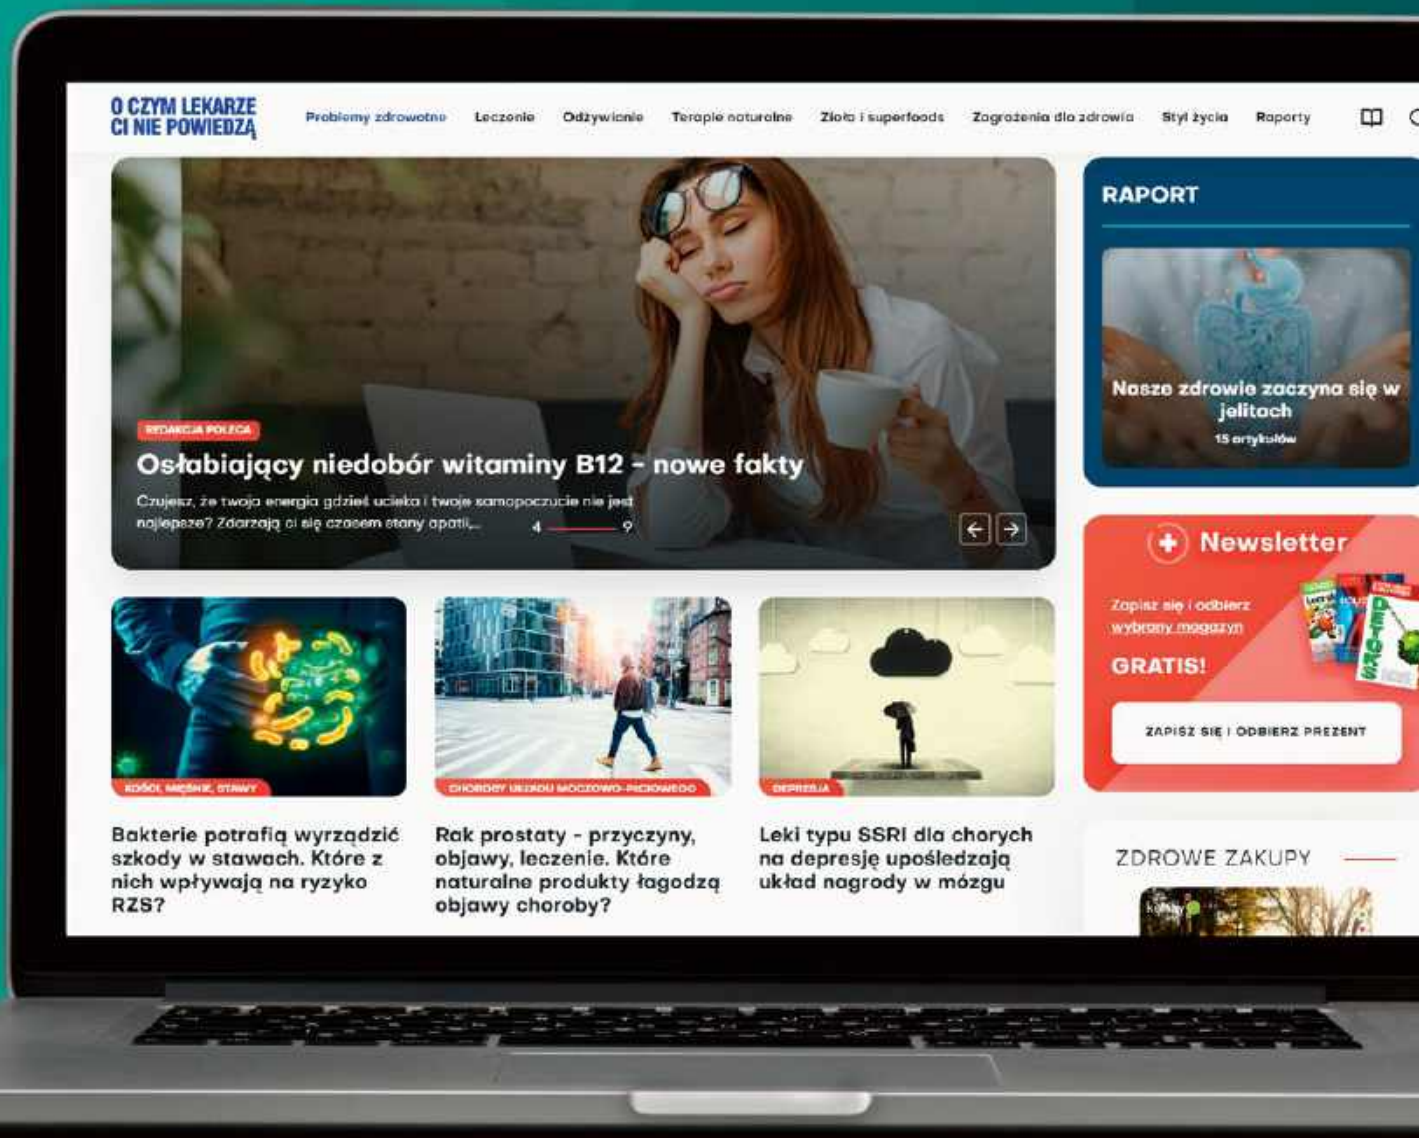 O CZYM LEKARZE
CI NIE POWIEDZĄ
Problemy zdrowotne Leczenie Odżywianie Terapie naturalne Zioła i superfoods Zagrożenia dla zdrowia Styl życia Raporty
REDAKCJA POLECA
Osłabiający niedobór witaminy B12 - nowe fakty
Czujesz, że twoja energia gdzieś ucieka i twoje samopoczucie nie jest
najlepsze? Zdarzają ci się czasem stany apatii,...
4 9
KOŚCI, MIĘŚNIE, STAWY
Bakterie potrafią wyrządzić
szkody w stawach. Które z
nich wpływają na ryzyko
RZS?
CHOROBY UKŁADU MOCZOWO-PŁCIOWEGO
Rak prostaty - przyczyny,
objawy, leczenie. Które
naturalne produkty łagodzą
objawy choroby?
DEPRESJA
Leki typu SSRI dla chorych
na depresję upośledzają
układ nagrody w mózgu
RAPORT
Nasze zdrowie zaczyna się w
jelitach
15 artykułów
Newsletter
Zapisz się i odbierz
wybrany magazyn
GRATIS!
ZAPISZ SIĘ I ODBIERZ PREZENT
ZDROWE ZAKUPY